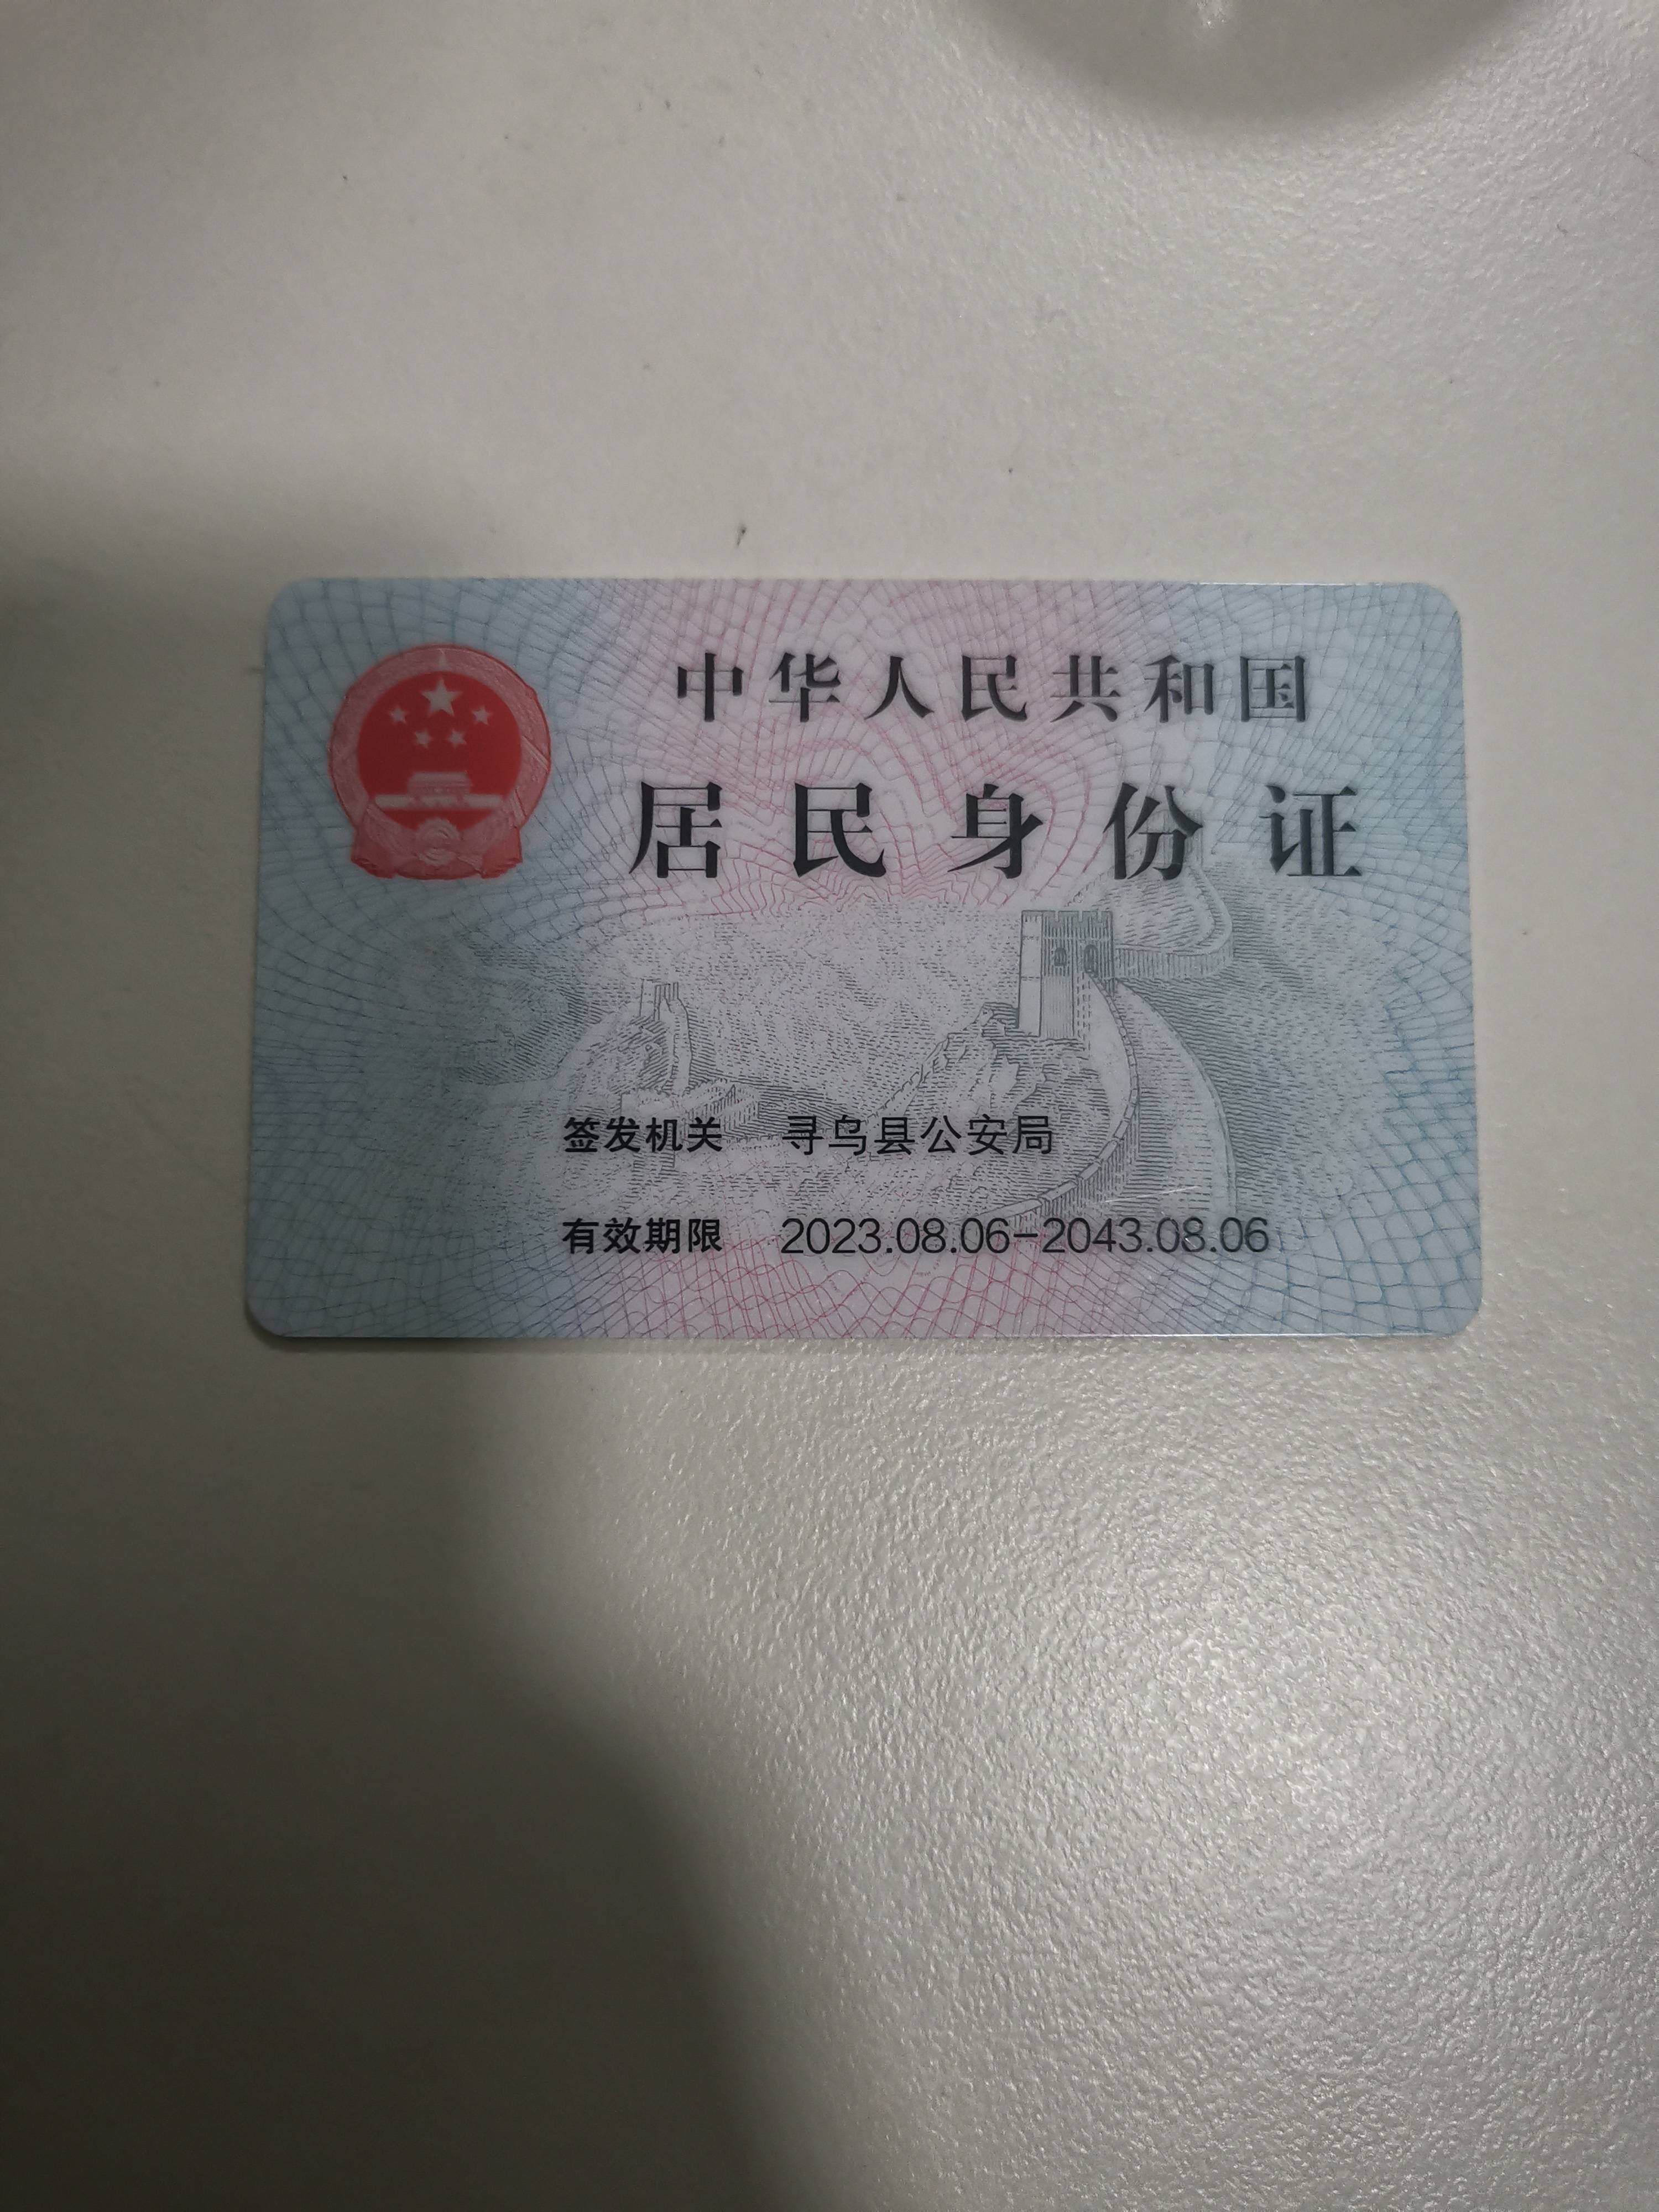 中华人民共和国
居民身份证
签发机关 寻乌县公安局
有效期限 2023.08.06-2043.08.06